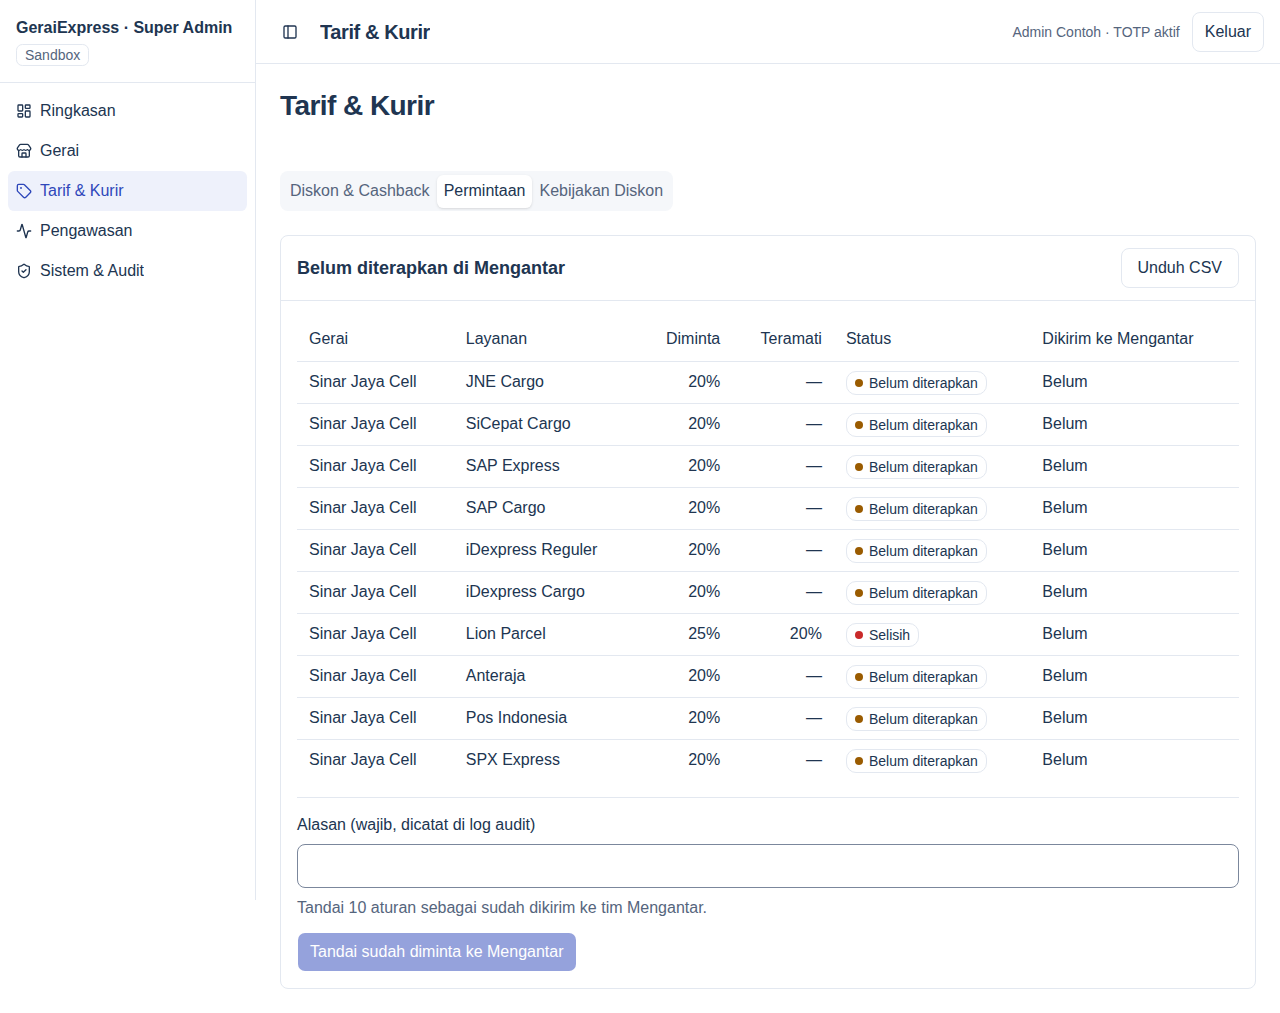 GeraiExpress · Super Admin
Sandbox
Ringkasan
Gerai
Tarif & Kurir
Pengawasan
Sistem & Audit
Tarif & Kurir
Admin Contoh · TOTP aktif
Keluar
Tarif & Kurir
Diskon & Cashback Permintaan Kebijakan Diskon
Belum diterapkan di Mengantar
Unduh CSV
Gerai Layanan Diminta Teramati Status Dikirim ke Mengantar
Sinar Jaya Cell JNE Cargo 20% — Belum diterapkan Belum
Sinar Jaya Cell SiCepat Cargo 20% — Belum diterapkan Belum
Sinar Jaya Cell SAP Express 20% — Belum diterapkan Belum
Sinar Jaya Cell SAP Cargo 20% — Belum diterapkan Belum
Sinar Jaya Cell iDexpress Reguler 20% — Belum diterapkan Belum
Sinar Jaya Cell iDexpress Cargo 20% — Belum diterapkan Belum
Sinar Jaya Cell Lion Parcel 25% 20% Selisih Belum
Sinar Jaya Cell Anteraja 20% — Belum diterapkan Belum
Sinar Jaya Cell Pos Indonesia 20% — Belum diterapkan Belum
Sinar Jaya Cell SPX Express 20% — Belum diterapkan Belum
Alasan (wajib, dicatat di log audit)
Tandai 10 aturan sebagai sudah dikirim ke tim Mengantar.
Tandai sudah diminta ke Mengantar